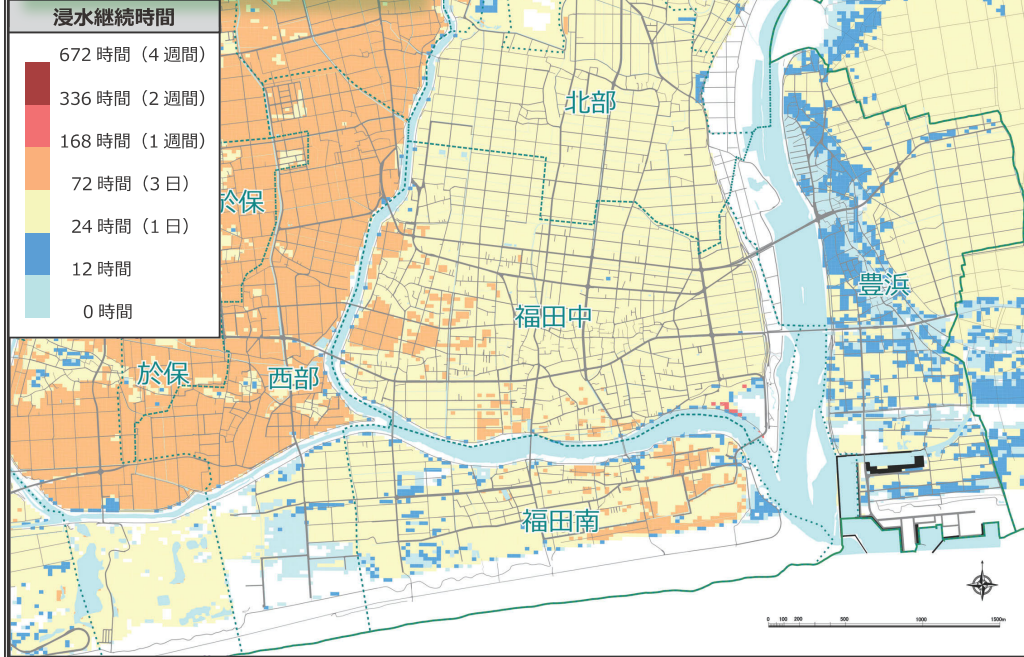 浸水継続時間
672 時間（4 週間）
336 時間（2 週間）
168 時間（1 週間）
72 時間（3 日）
24 時間（1 日）
12 時間
0 時間
北部
於保
豊浜
福田中
於保
西部
福田南
0 100 200 500 1000 1500m